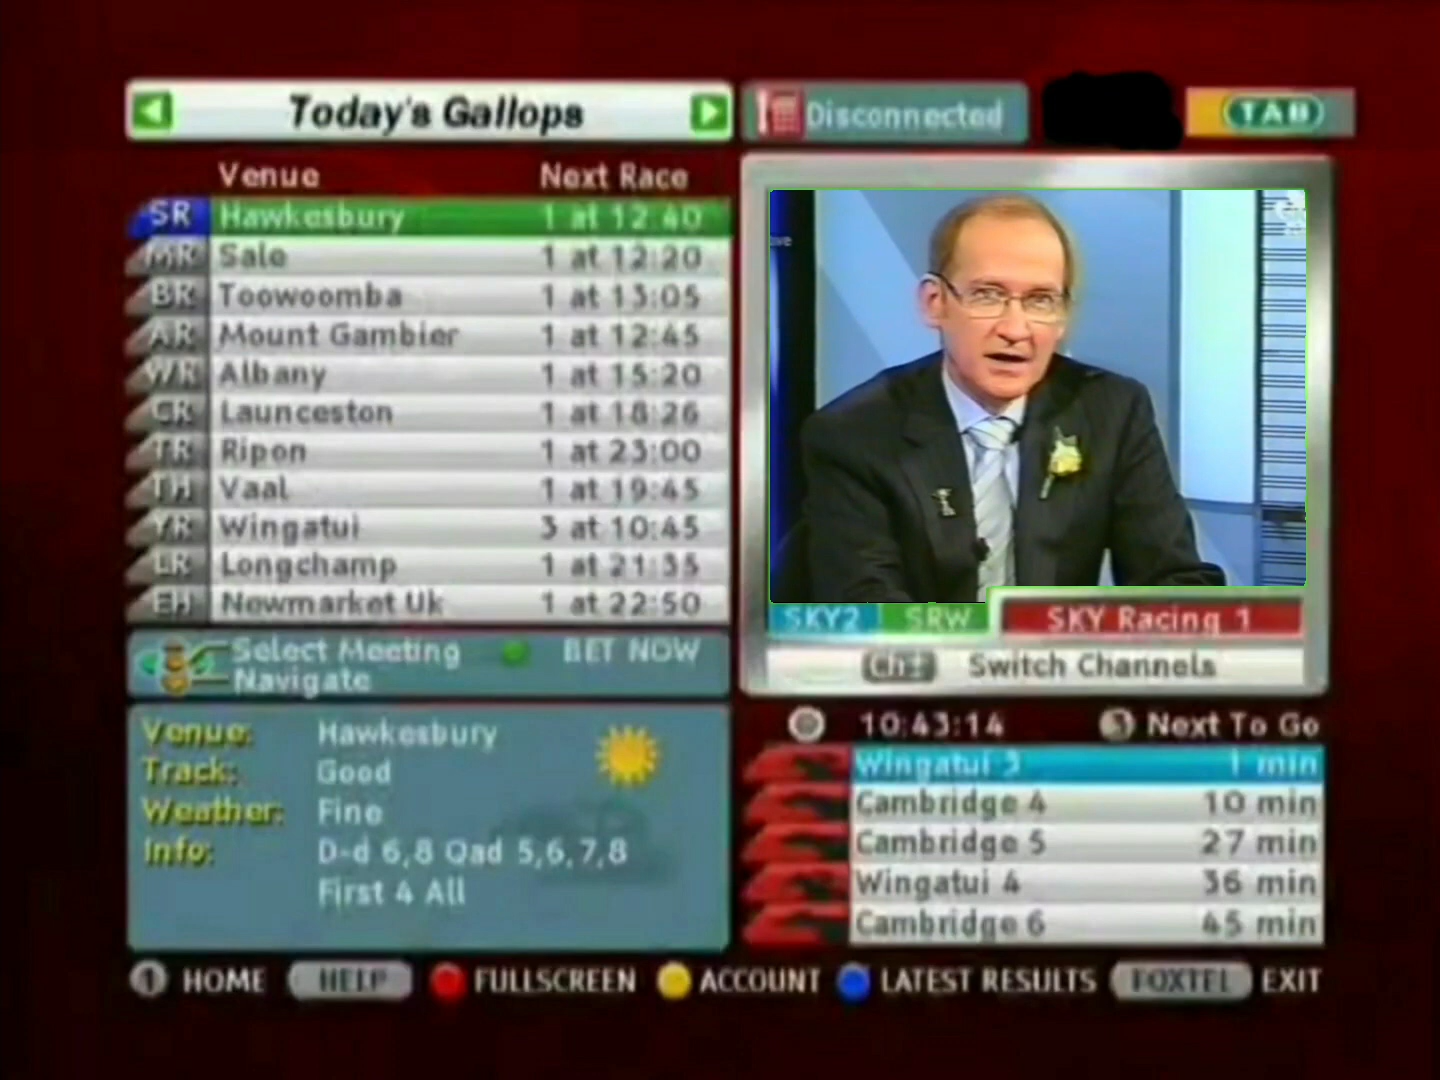 Today's Gallops
Disconnected
TAB
Venue Next Race
SR Hawkesbury 1 at 12:40
MR Sale 1 at 12:20
BR Toowoomba 1 at 13:05
AR Mount Gambier 1 at 12:45
WR Albany 1 at 15:20
CR Launceston 1 at 18:26
TR Ripon 1 at 23:00
TH Vaal 1 at 19:45
YR Wingatui 3 at 10:45
LR Longchamp 1 at 21:35
EH Newmarket Uk 1 at 22:50
SKY2 SRW SKY Racing 1
Select Meeting BET NOW
Navigate
Switch Channels
Venue: Hawkesbury
Track: Good
Weather: Fine
Info: D-d 6,8 Qad 5,6,7,8
First 4 All
10:43:14 3 Next To Go
Wingatui 3 1 min
Cambridge 4 10 min
Cambridge 5 27 min
Wingatui 4 36 min
Cambridge 6 45 min
1 HOME HELP FULLSCREEN ACCOUNT LATEST RESULTS FOXTEL EXIT